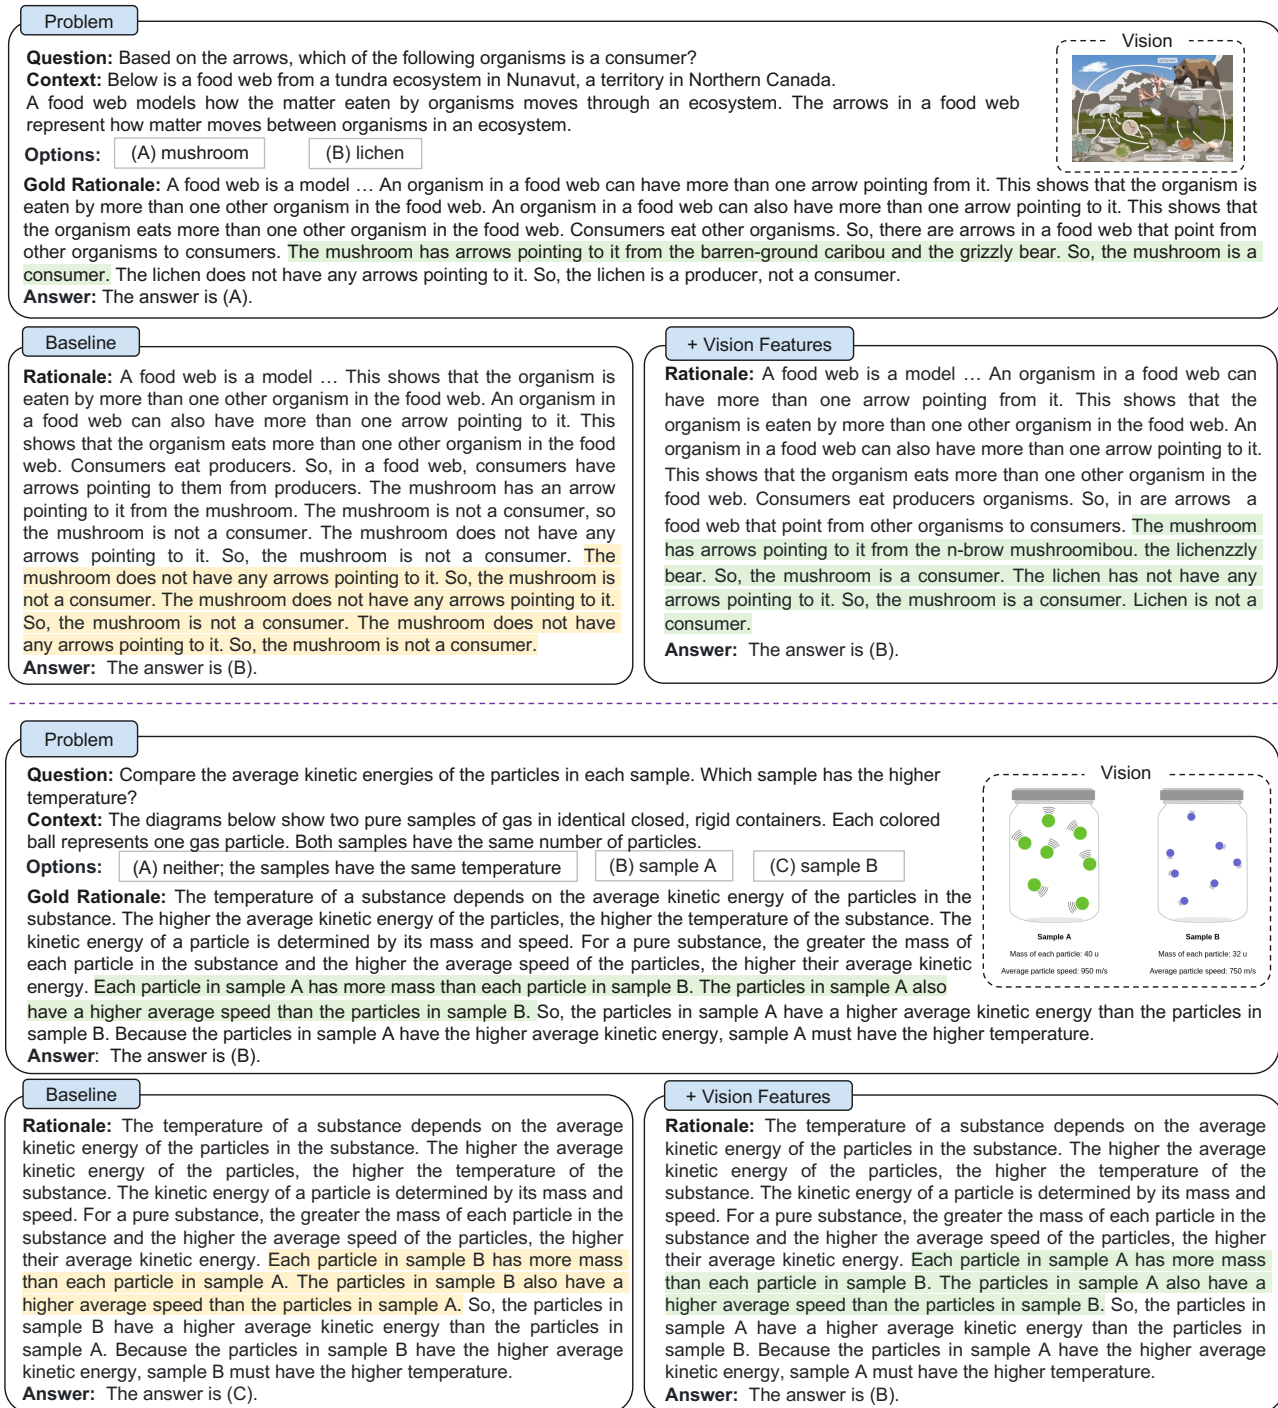 Problem
Question: Based on the arrows, which of the following organisms is a consumer?
Context: Below is a food web from a tundra ecosystem in Nunavut, a territory in Northern Canada.
A food web models how the matter eaten by organisms moves through an ecosystem. The arrows in a food web
represent how matter moves between organisms in an ecosystem.
Options: (A) mushroom (B) lichen
Vision
Gold Rationale: A food web is a model … An organism in a food web can have more than one arrow pointing from it. This shows that the organism is
eaten by more than one other organism in the food web. An organism in a food web can also have more than one arrow pointing to it. This shows that
the organism eats more than one other organism in the food web. Consumers eat other organisms. So, there are arrows in a food web that point from
other organisms to consumers. The mushroom has arrows pointing to it from the barren-ground caribou and the grizzly bear. So, the mushroom is a
consumer. The lichen does not have any arrows pointing to it. So, the lichen is a producer, not a consumer.
Answer: The answer is (A).
Baseline
Rationale: A food web is a model … This shows that the organism is
eaten by more than one other organism in the food web. An organism in
a food web can also have more than one arrow pointing to it. This
shows that the organism eats more than one other organism in the food
web. Consumers eat producers. So, in a food web, consumers have
arrows pointing to them from producers. The mushroom has an arrow
pointing to it from the mushroom. The mushroom is not a consumer, so
the mushroom is not a consumer. The mushroom does not have any
arrows pointing to it. So, the mushroom is not a consumer. The
mushroom does not have any arrows pointing to it. So, the mushroom is
not a consumer. The mushroom does not have any arrows pointing to it.
So, the mushroom is not a consumer. The mushroom does not have
any arrows pointing to it. So, the mushroom is not a consumer.
Answer: The answer is (B).
+ Vision Features
Rationale: A food web is a model … An organism in a food web can
have more than one arrow pointing from it. This shows that the
organism is eaten by more than one other organism in the food web. An
organism in a food web can also have more than one arrow pointing to it.
This shows that the organism eats more than one other organism in the
food web. Consumers eat producers organisms. So, in are arrows a
food web that point from other organisms to consumers. The mushroom
has arrows pointing to it from the n-brow mushroomibou. the lichenzzly
bear. So, the mushroom is a consumer. The lichen has not have any
arrows pointing to it. So, the mushroom is a consumer. Lichen is not a
consumer.
Answer: The answer is (B).
Problem
Question: Compare the average kinetic energies of the particles in each sample. Which sample has the higher
temperature?
Context: The diagrams below show two pure samples of gas in identical closed, rigid containers. Each colored
ball represents one gas particle. Both samples have the same number of particles.
Options: (A) neither; the samples have the same temperature (B) sample A (C) sample B
Vision
Sample A
Mass of each particle: 40 u
Average particle speed: 950 m/s
Sample B
Mass of each particle: 32 u
Average particle speed: 750 m/s
Gold Rationale: The temperature of a substance depends on the average kinetic energy of the particles in the
substance. The higher the average kinetic energy of the particles, the higher the temperature of the substance. The
kinetic energy of a particle is determined by its mass and speed. For a pure substance, the greater the mass of
each particle in the substance and the higher the average speed of the particles, the higher their average kinetic
energy. Each particle in sample A has more mass than each particle in sample B. The particles in sample A also
have a higher average speed than the particles in sample B. So, the particles in sample A have a higher average kinetic energy than the particles in
sample B. Because the particles in sample A have the higher average kinetic energy, sample A must have the higher temperature.
Answer: The answer is (B).
Baseline
Rationale: The temperature of a substance depends on the average
kinetic energy of the particles in the substance. The higher the average
kinetic energy of the particles, the higher the temperature of the
substance. The kinetic energy of a particle is determined by its mass and
speed. For a pure substance, the greater the mass of each particle in the
substance and the higher the average speed of the particles, the higher
their average kinetic energy. Each particle in sample B has more mass
than each particle in sample A. The particles in sample B also have a
higher average speed than the particles in sample A. So, the particles in
sample B have a higher average kinetic energy than the particles in
sample A. Because the particles in sample B have the higher average
kinetic energy, sample B must have the higher temperature.
Answer: The answer is (C).
+ Vision Features
Rationale: The temperature of a substance depends on the average
kinetic energy of the particles in the substance. The higher the average
kinetic energy of the particles, the higher the temperature of the
substance. The kinetic energy of a particle is determined by its mass and
speed. For a pure substance, the greater the mass of each particle in the
substance and the higher the average speed of the particles, the higher
their average kinetic energy. Each particle in sample A has more mass
than each particle in sample B. The particles in sample A also have a
higher average speed than the particles in sample B. So, the particles in
sample A have a higher average kinetic energy than the particles in
sample B. Because the particles in sample A have the higher average
kinetic energy, sample A must have the higher temperature.
Answer: The answer is (B).